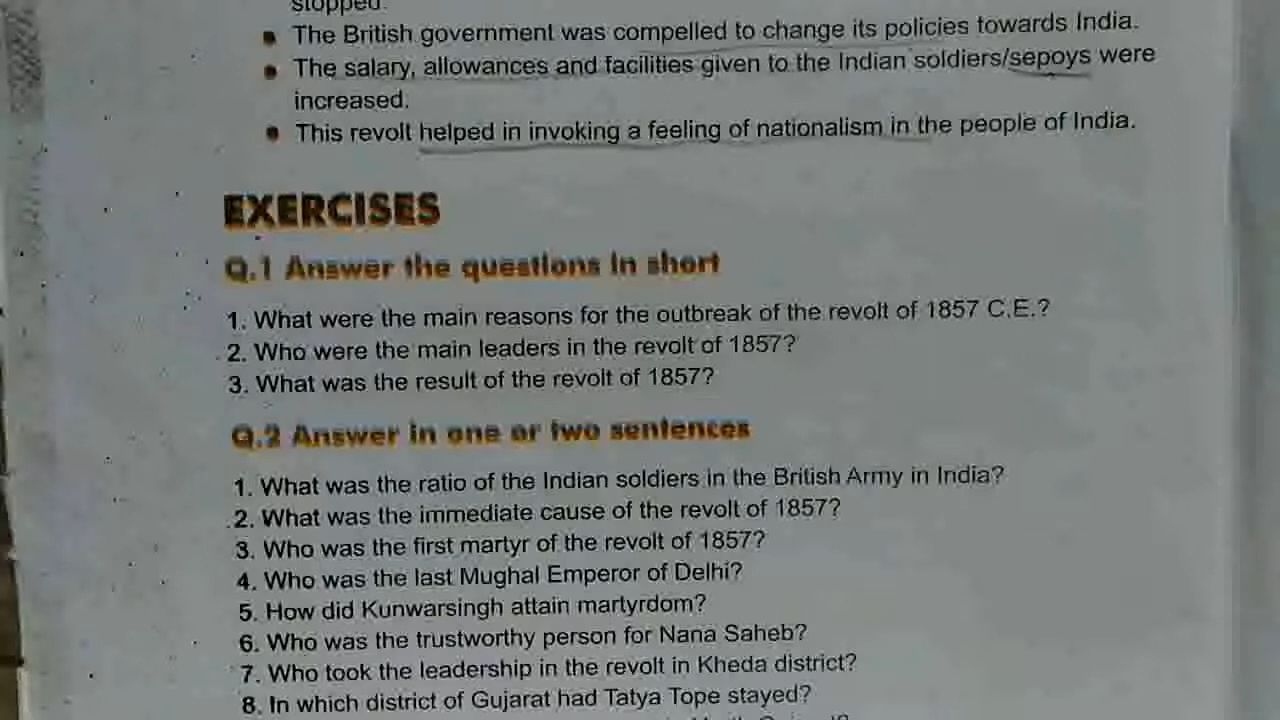 stopped.
• The British government was compelled to change its policies towards India.
• The salary, allowances and facilities given to the Indian soldiers/sepoys were
increased.
• This revolt helped in invoking a feeling of nationalism in the people of India.
EXERCISES
Q.1 Answer the questions in short
1. What were the main reasons for the outbreak of the revolt of 1857 C.E.?
2. Who were the main leaders in the revolt of 1857?
3. What was the result of the revolt of 1857?
Q.2 Answer in one or two sentences
1. What was the ratio of the Indian soldiers in the British Army in India?
2. What was the immediate cause of the revolt of 1857?
3. Who was the first martyr of the revolt of 1857?
4. Who was the last Mughal Emperor of Delhi?
5. How did Kunwarsingh attain martyrdom?
6. Who was the trustworthy person for Nana Saheb?
7. Who took the leadership in the revolt in Kheda district?
8. In which district of Gujarat had Tatya Tope stayed?